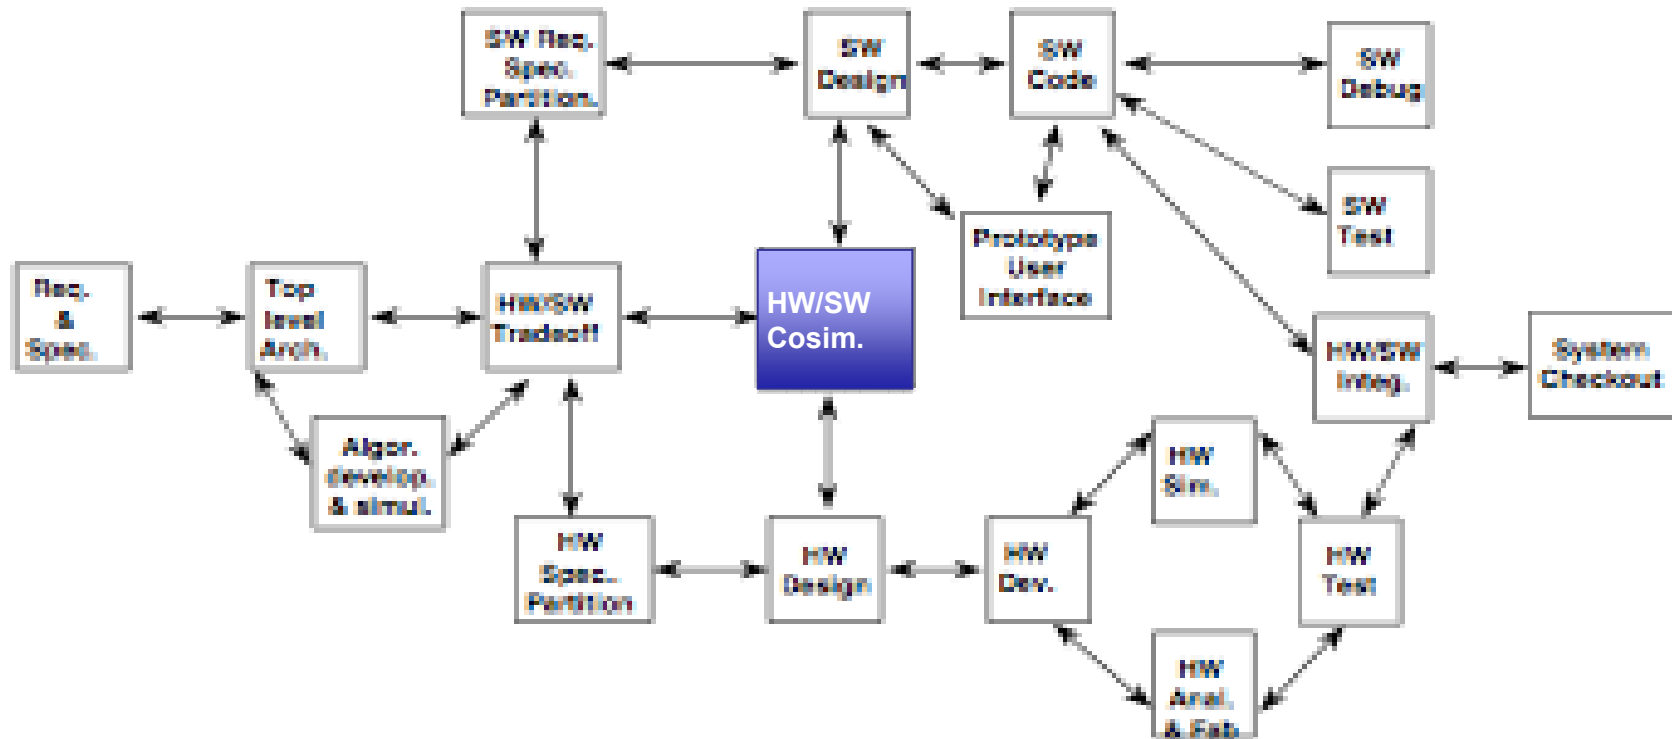 SW Req.
Spec.
Partition.
SW
Design
SW
Code
SW
Debug
SW
Test
Prototype
User
Interface
Req.
&
Spec.
Top
level
Arch.
HW/SW
Tradeoff
HW/SW
Cosim.
HW/SW
Integ.
System
Checkout
Algor.
develop.
& simul.
HW
Sim.
HW
Spec..
Partition
HW
Design
HW
Dev.
HW
Test
HW
Anal.
& Fab